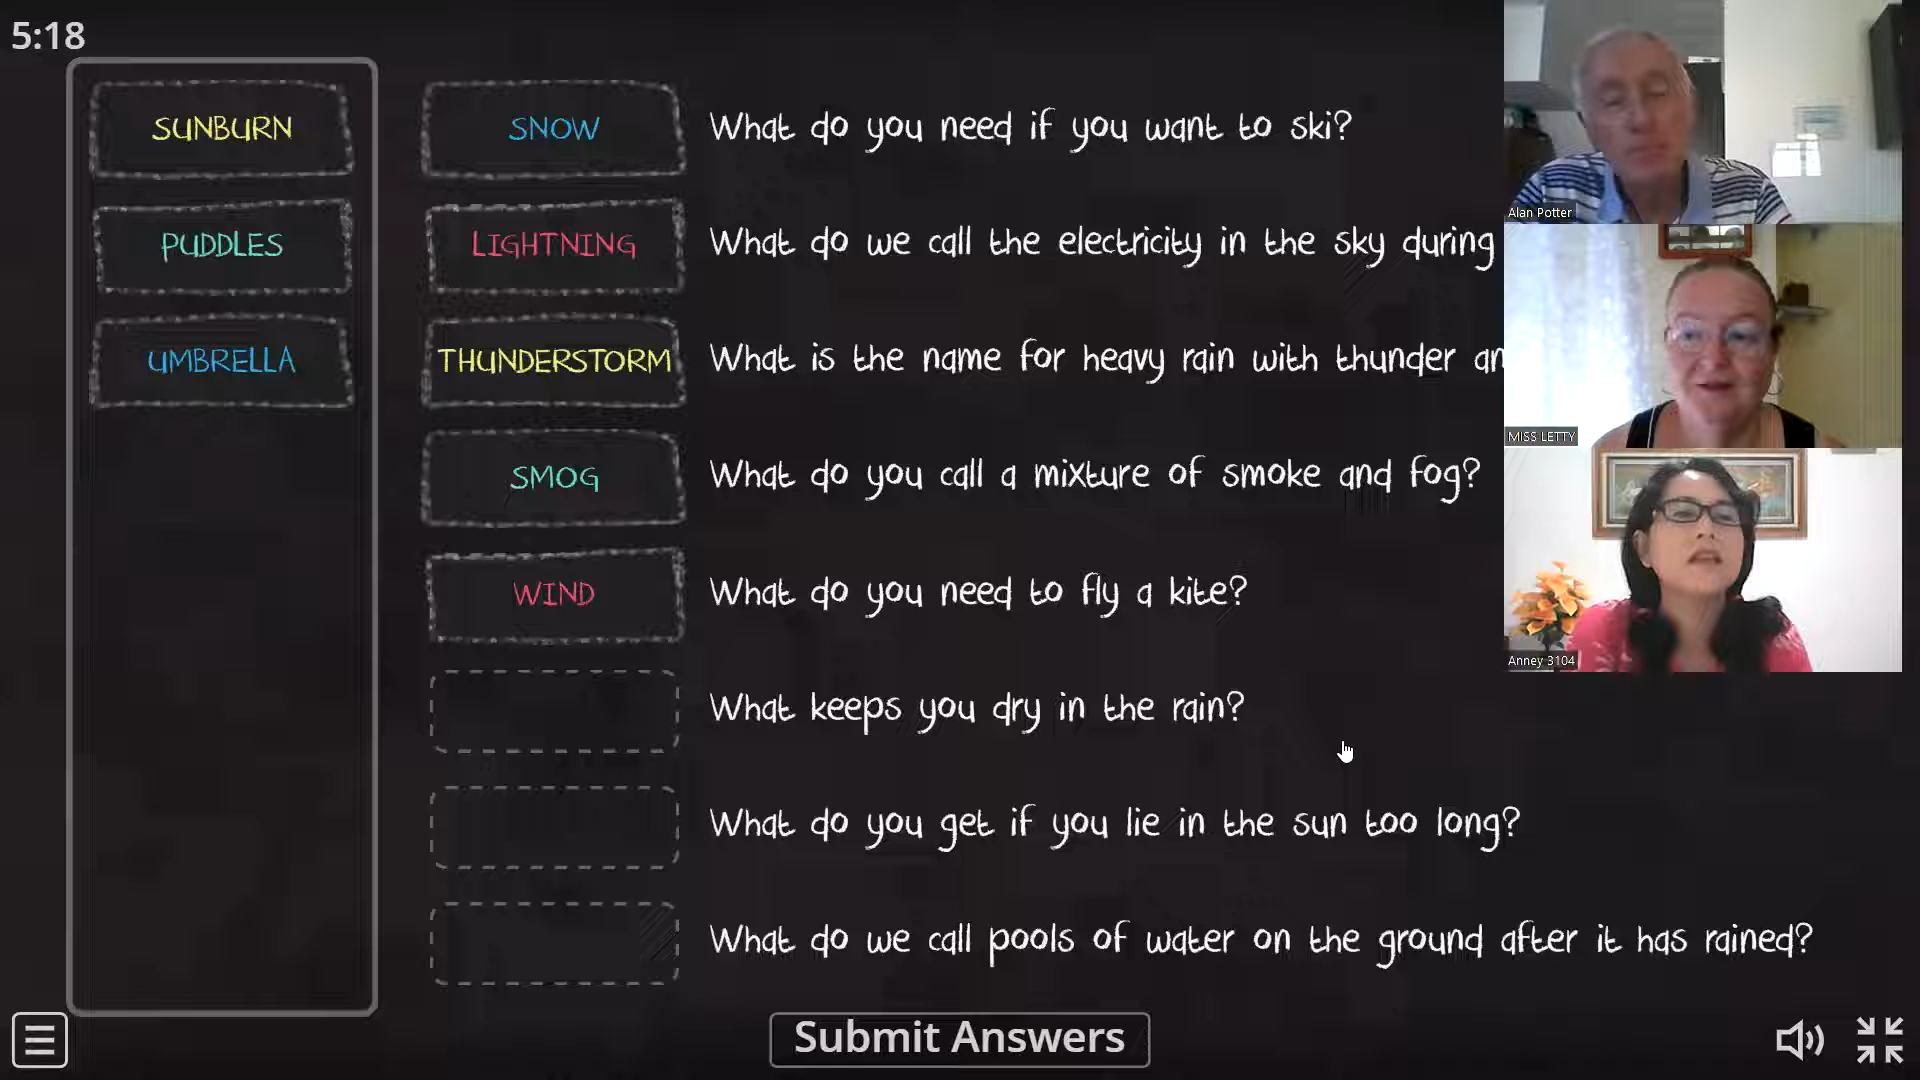 5:18
SUNBURN
PUDDLES
UMBRELLA
SNOW What do you need if you want to ski?
LIGHTNING What do we call the electricity in the sky during
THUNDERSTORM What is the name for heavy rain with thunder
SMOG What do you call a mixture of smoke and fog?
WIND What do you need to fly a kite?
What keeps you dry in the rain?
What do you get if you lie in the sun too long?
What do we call pools of water on the ground after it has rained?
Submit Answers
Alan Potter
MISS LETTY
Anney 3104